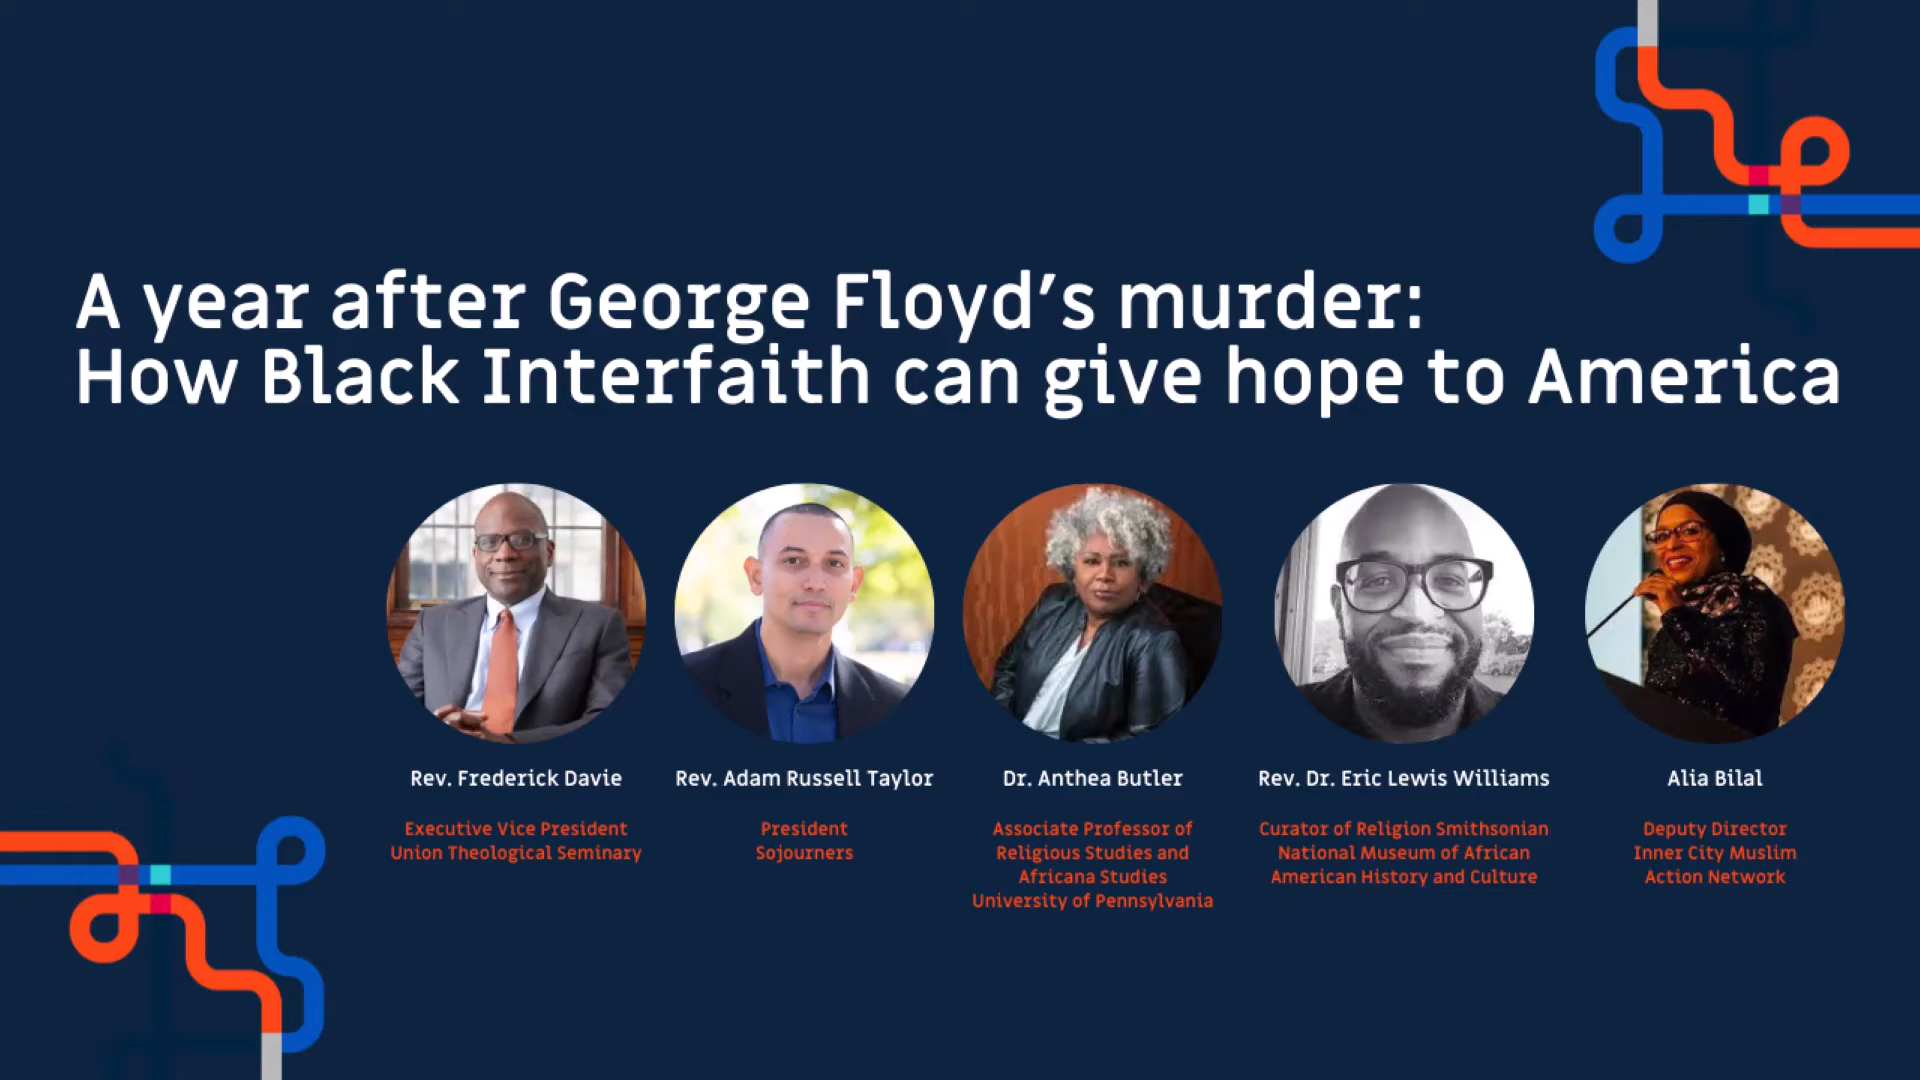 A year after George Floyd’s murder:
How Black Interfaith can give hope to America
Rev. Frederick Davie
Executive Vice President
Union Theological Seminary
Rev. Adam Russell Taylor
President
Sojourners
Dr. Anthea Butler
Associate Professor of
Religious Studies and
Africana Studies
University of Pennsylvania
Rev. Dr. Eric Lewis Williams
Curator of Religion Smithsonian
National Museum of African
American History and Culture
Alia Bilal
Deputy Director
Inner City Muslim
Action Network